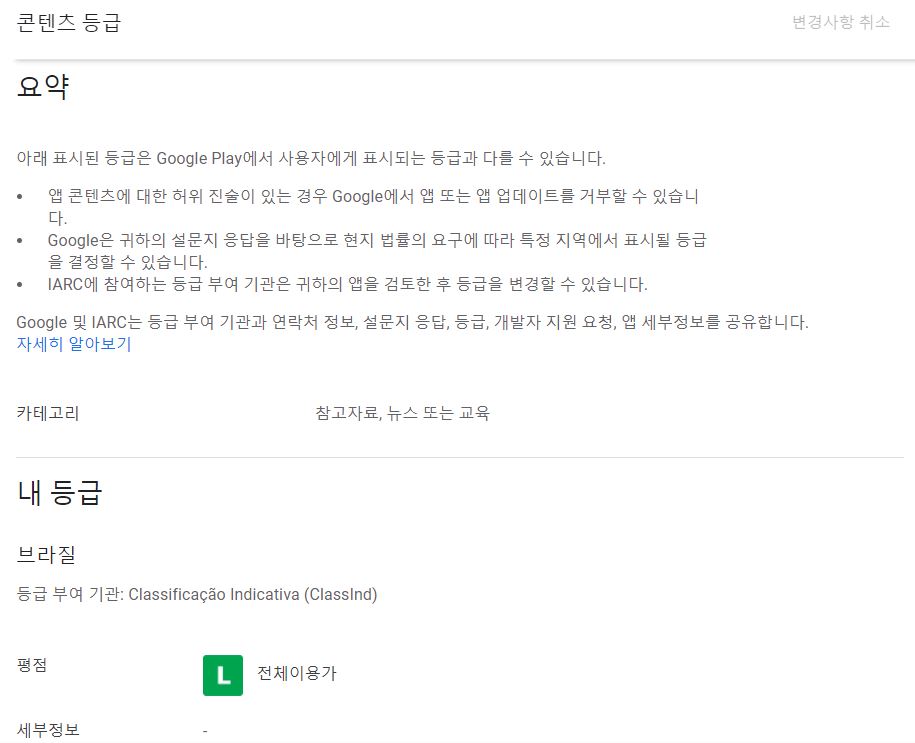 콘텐츠 등급
변경사항 취소
요약
아래 표시된 등급은 Google Play에서 사용자에게 표시되는 등급과 다를 수 있습니다.
• 앱 콘텐츠에 대한 허위 진술이 있는 경우 Google에서 앱 또는 앱 업데이트를 거부할 수 있습니
다.
• Google은 귀하의 설문지 응답을 바탕으로 현지 법률의 요구에 따라 특정 지역에서 표시될 등급
을 결정할 수 있습니다.
• IARC에 참여하는 등급 부여 기관은 귀하의 앱을 검토한 후 등급을 변경할 수 있습니다.
Google 및 IARC는 등급 부여 기관과 연락처 정보, 설문지 응답, 등급, 개발자 지원 요청, 앱 세부정보를 공유합니다.
자세히 알아보기
카테고리 참고자료, 뉴스 또는 교육
내 등급
브라질
등급 부여 기관: Classificação Indicativa (ClassInd)
평점 L 전체이용가
세부정보 -